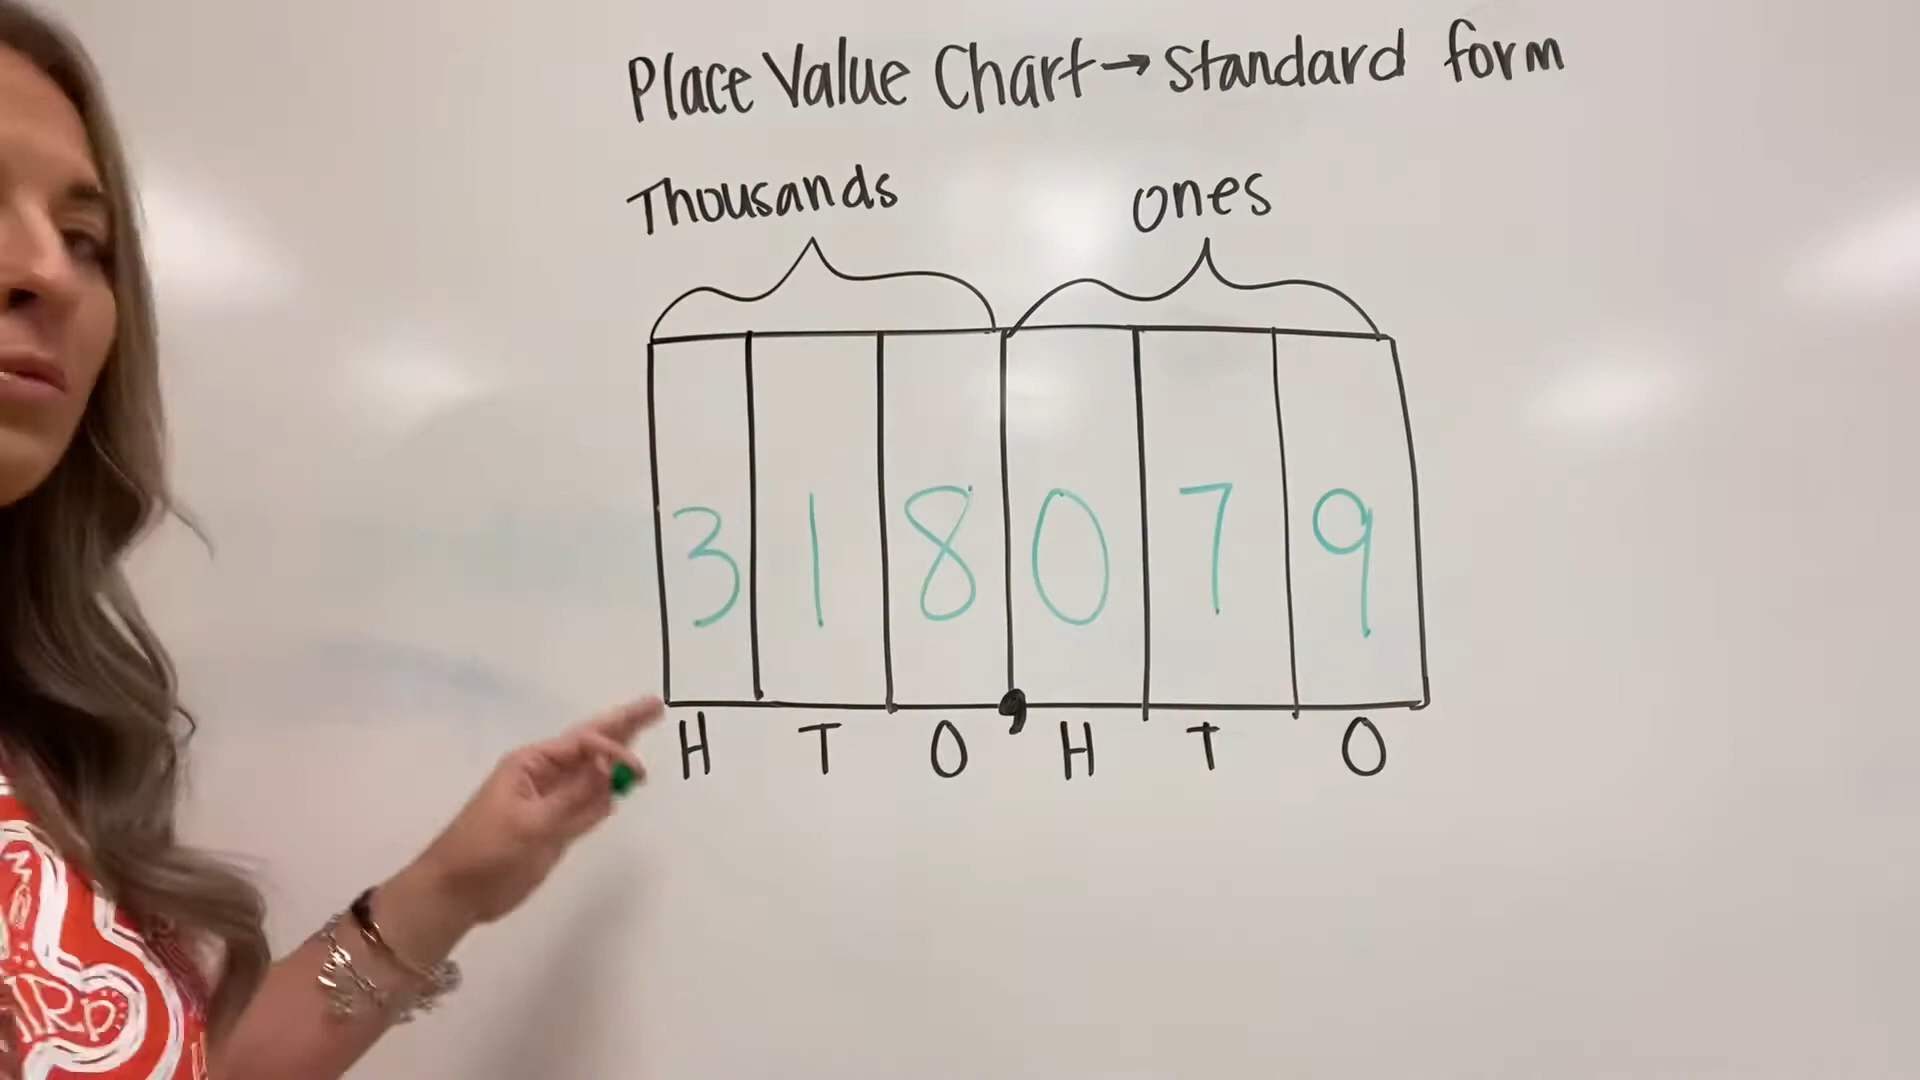 Place Value Chart → Standard form
Thousands ones
3 1 8 0 7 9
H T O , H T O